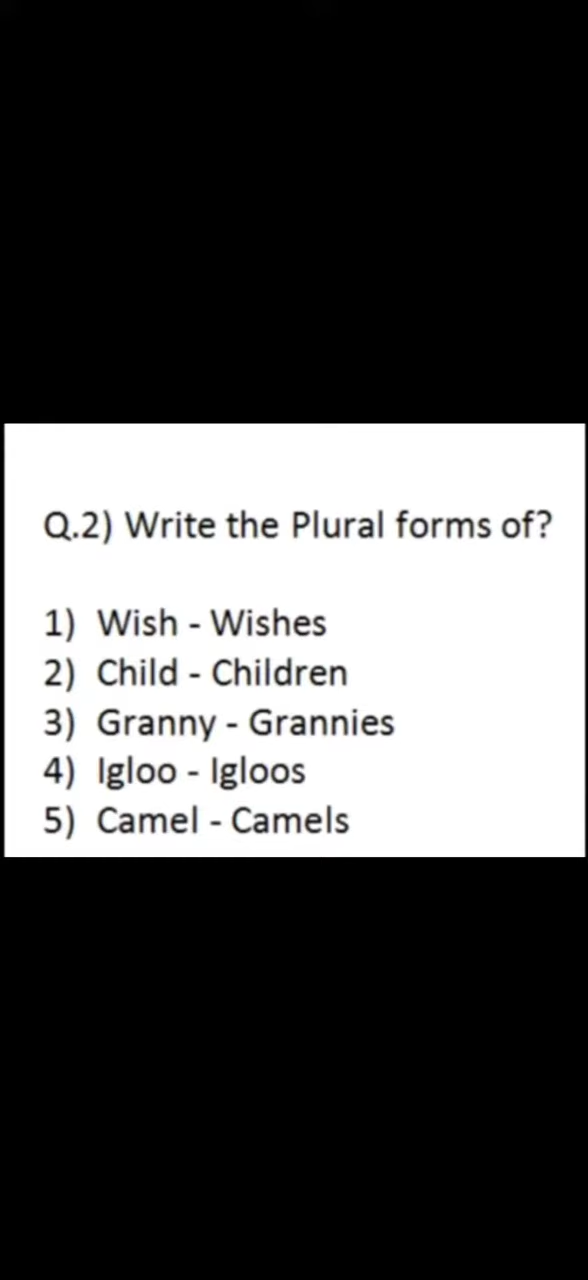 Q.2) Write the Plural forms of?
1) Wish - Wishes
2) Child - Children
3) Granny - Grannies
4) Igloo - Igloos
5) Camel - Camels